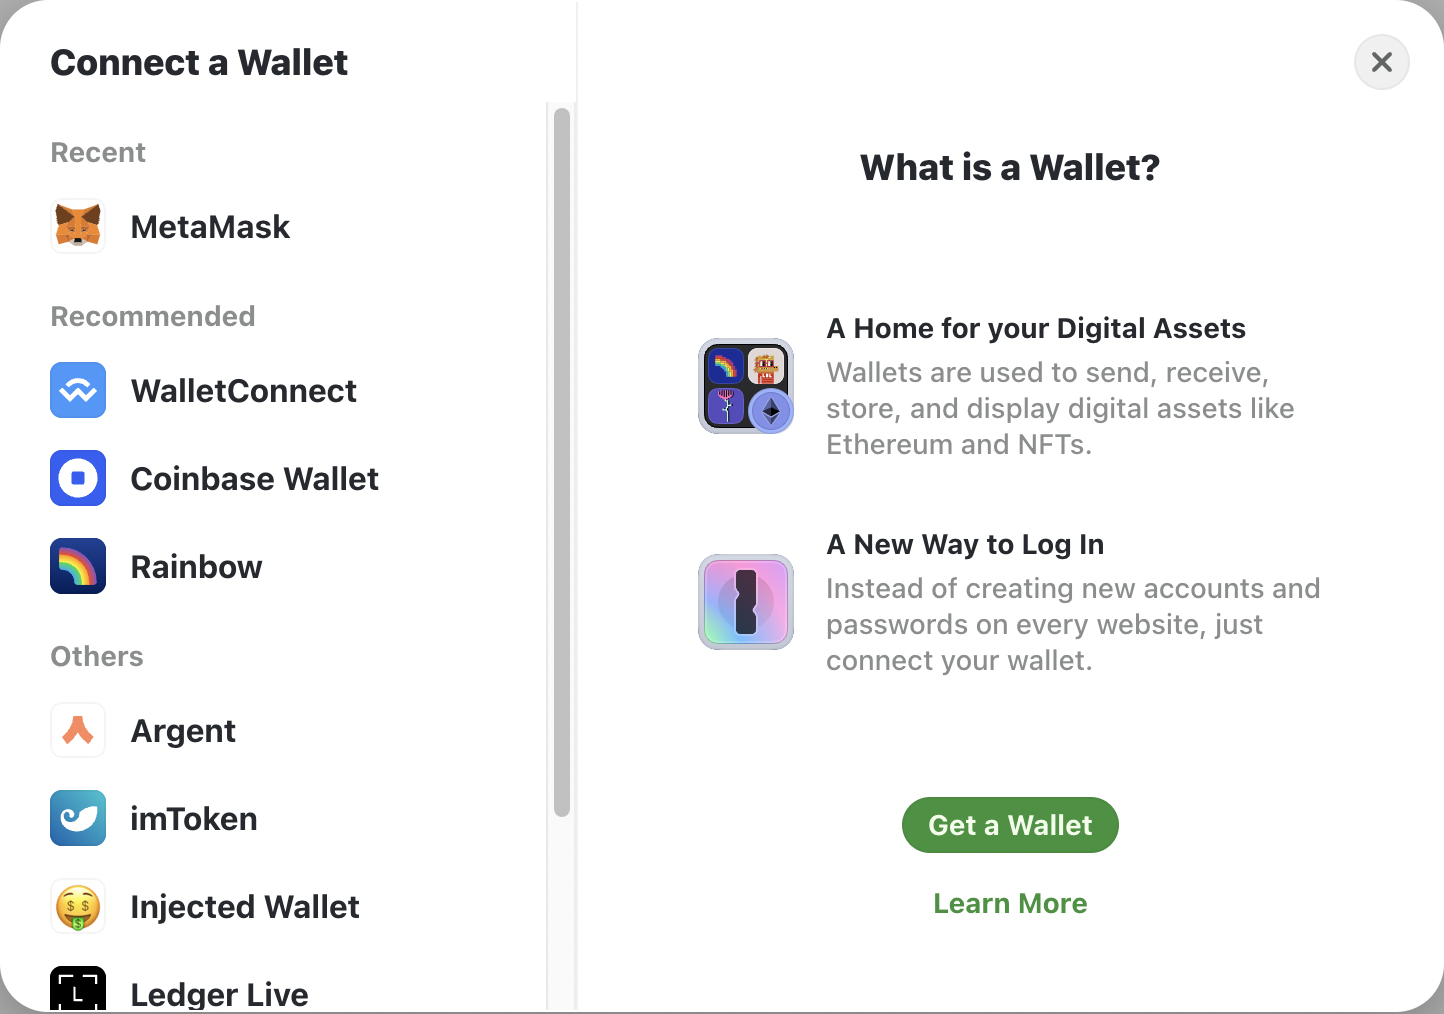 Connect a Wallet
Recent
MetaMask
Recommended
WalletConnect
Coinbase Wallet
Rainbow
Others
Argent
imToken
Injected Wallet
L
Ledger Live
What is a Wallet?
A Home for your Digital Assets
Wallets are used to send, receive,
store, and display digital assets like
Ethereum and NFTs.
A New Way to Log In
Instead of creating new accounts and
passwords on every website, just
connect your wallet.
Get a Wallet
Learn More